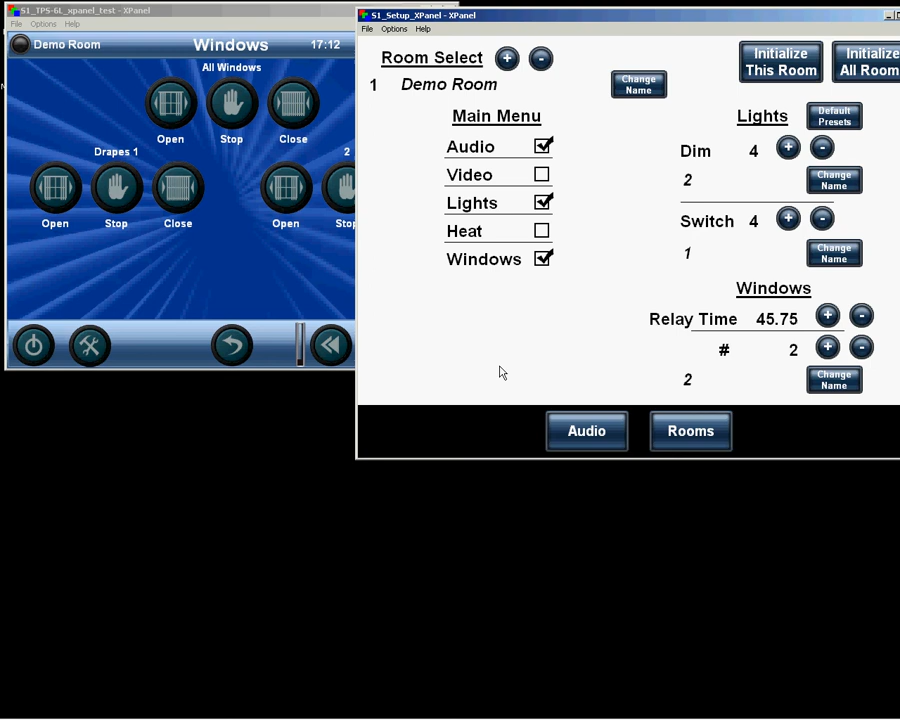 S1_TPS-6L_xpanel_test - XPanel
File Options Help
Demo Room Windows 17:12
All Windows
Open Stop Close
Drapes 1 2
Open Stop Close Open Stop
S1_Setup_XPanel - XPanel
File Options Help
Room Select + -
1 Demo Room
Change Name
Initialize This Room
Initialize All Room
Main Menu
Audio
Video
Lights
Heat
Windows
Lights
Default Presets
Dim 4 + -
2
Change Name
Switch 4 + -
1
Change Name
Windows
Relay Time 45.75 + -
# 2 + -
2
Change Name
Audio Rooms